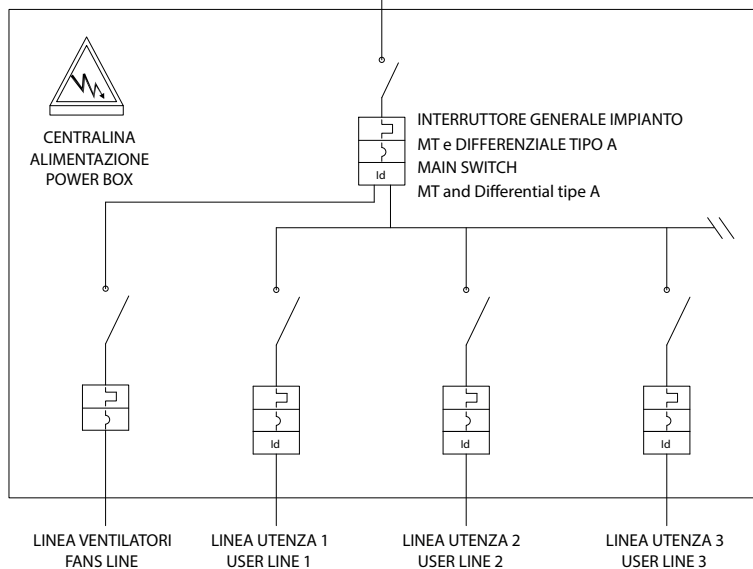 CENTRALINA
ALIMENTAZIONE
POWER BOX
INTERRUTTORE GENERALE IMPIANTO
MT e DIFFERENZIALE TIPO A
MAIN SWITCH
MT and Differential tipe A
Id
Id
Id
Id
LINEA VENTILATORI
FANS LINE
LINEA UTENZA 1
USER LINE 1
LINEA UTENZA 2
USER LINE 2
LINEA UTENZA 3
USER LINE 3